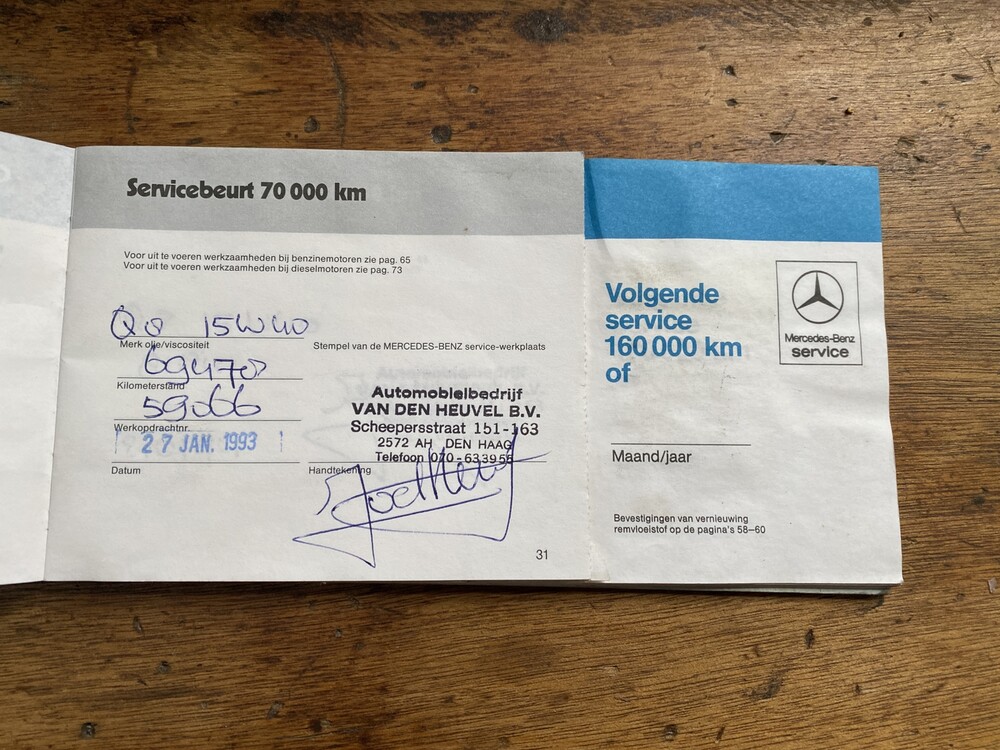 Servicebeurt 70 000 km
Voor uit te voeren werkzaamheden bij benzinemotoren zie pag. 65
Voor uit te voeren werkzaamheden bij dieselmotoren zie pag. 73
Q8 15W40
Merk olie/viscositeit
Stempel van de MERCEDES-BENZ service-werkplaats
Kilometerstand
59066
Werkopdrachtnr.
27 JAN. 1993
Datum
Automobielbedrijf
VAN DEN HEUVEL B.V.
Scheepersstraat 151-163
2572 AH DEN HAAG
Telefoon 070-633955
Handtekening
31
Volgende
service
160 000 km
of
Mercedes-Benz
service
Maand/jaar
Bevestigingen van vernieuwing
remvloeistof op de pagina's 58–60